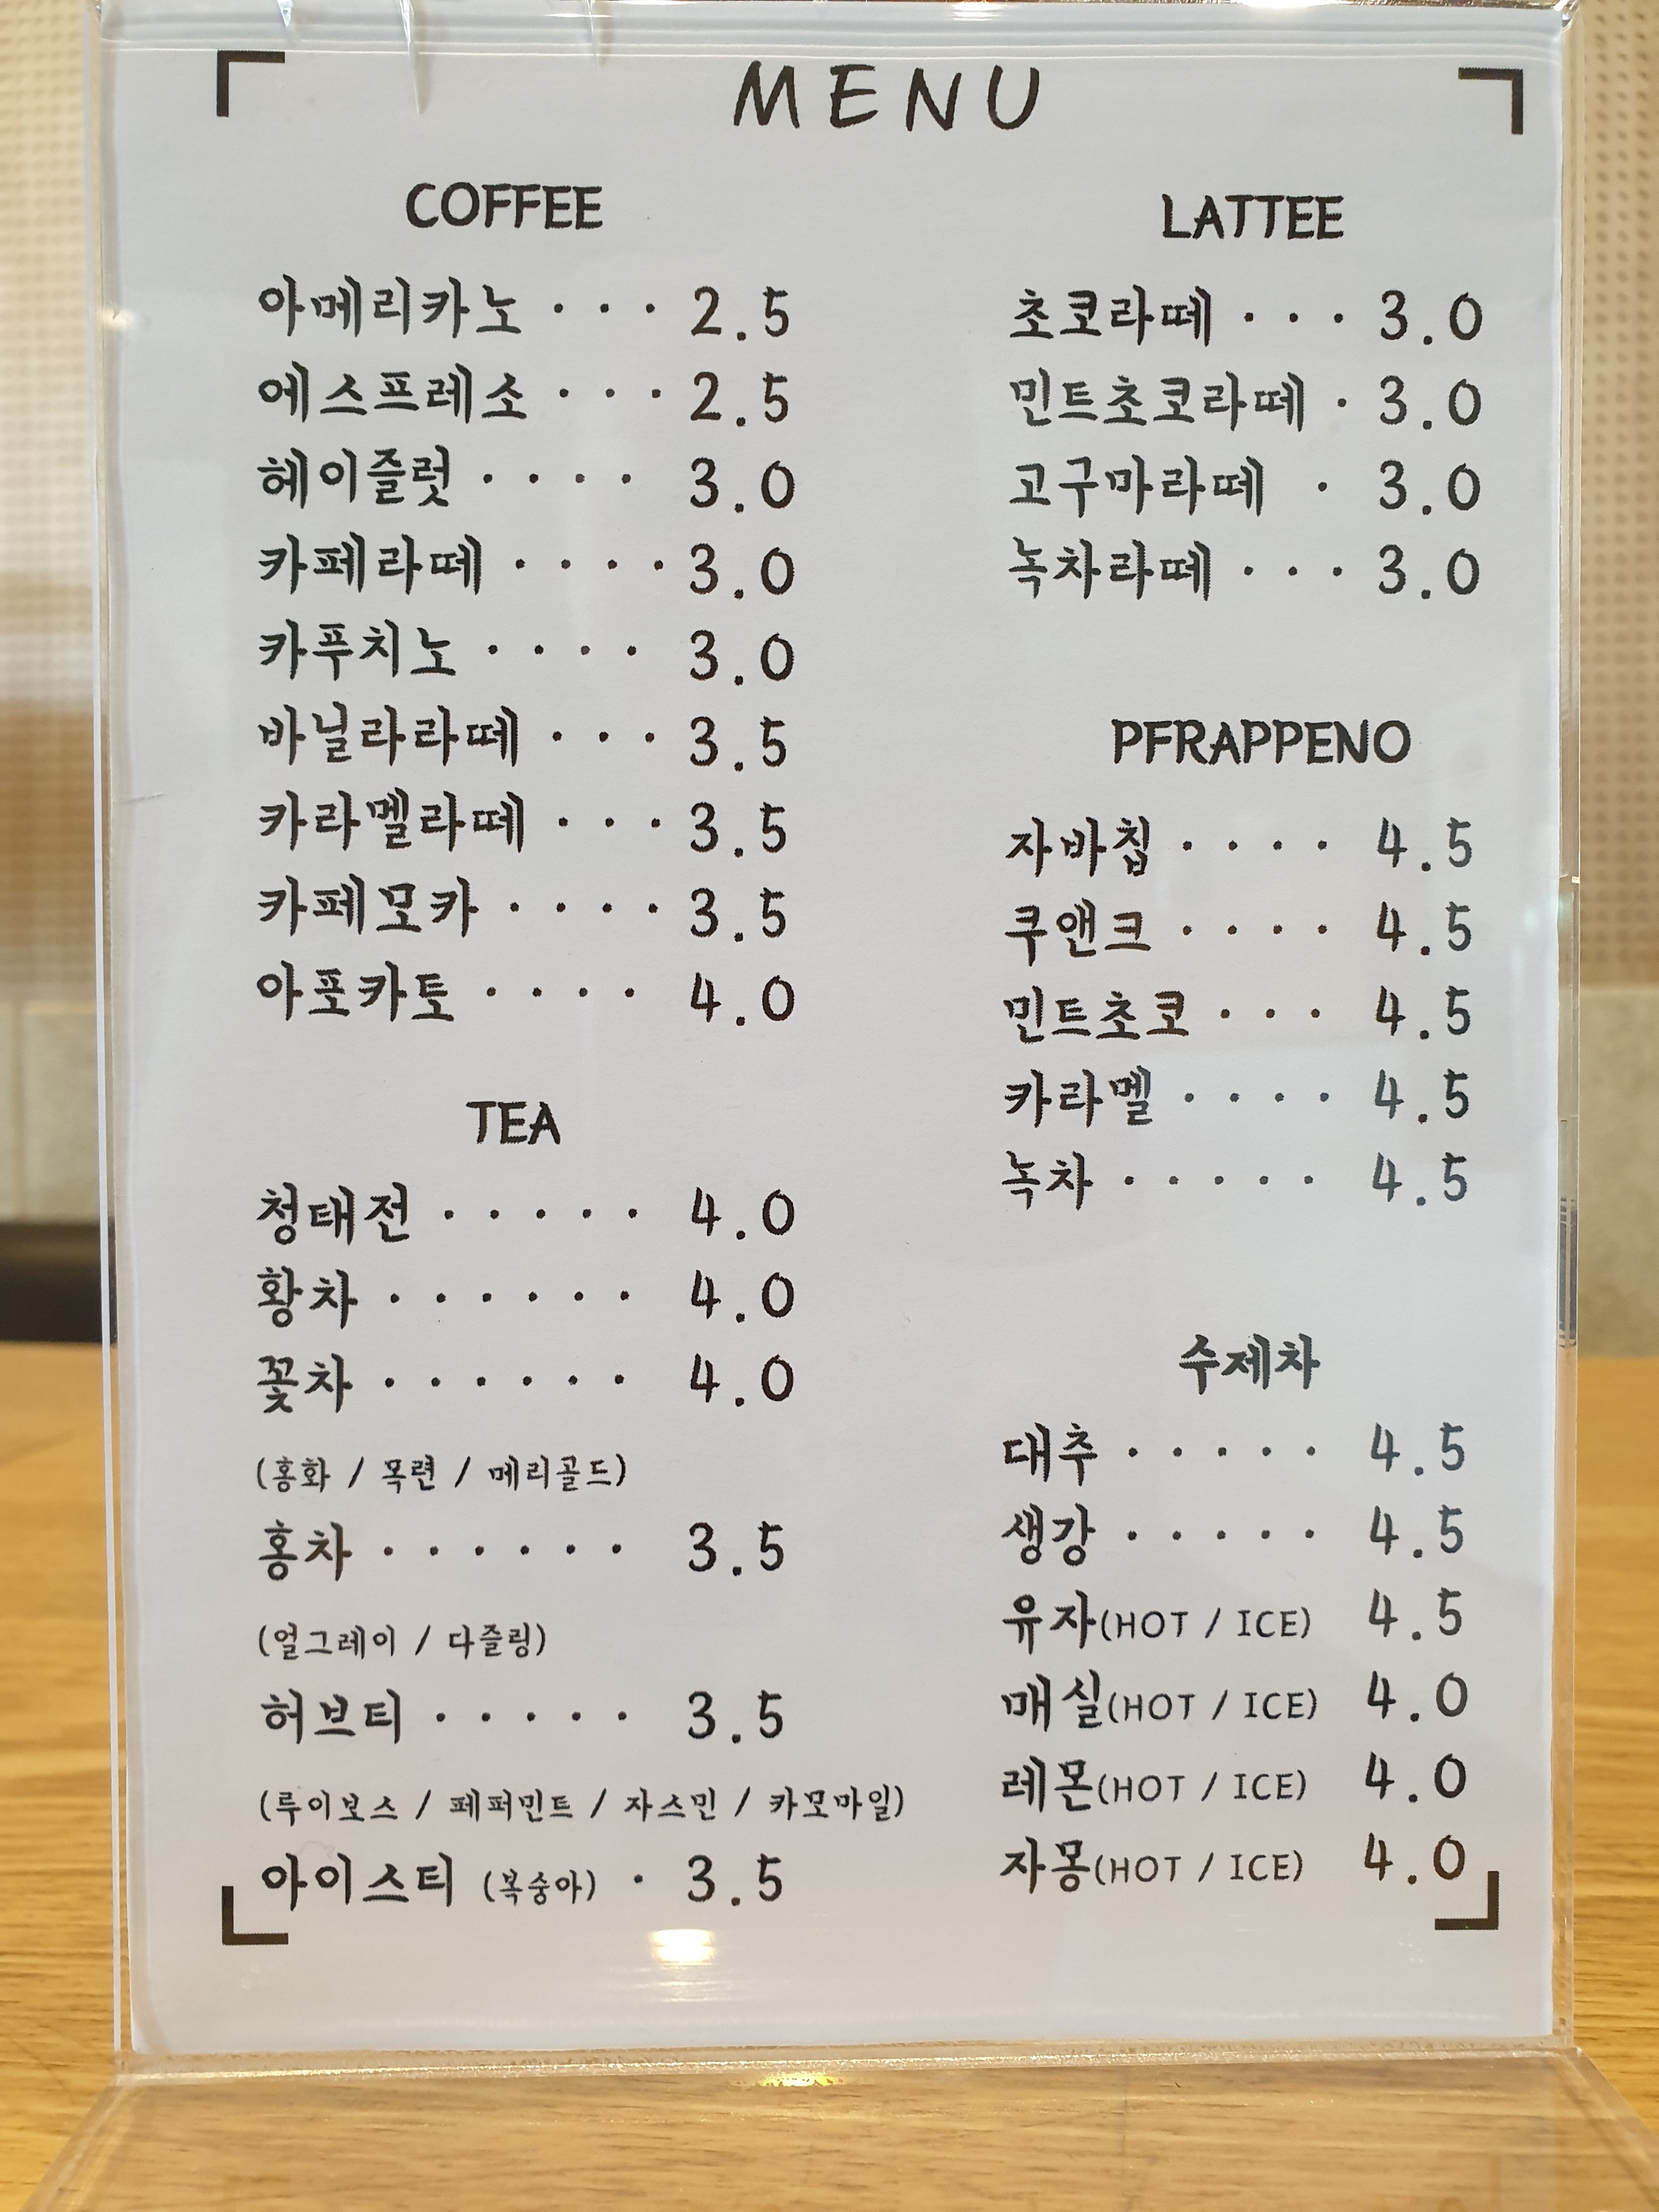 MENU
COFFEE
아메리카노 · · · 2.5
에스프레소 · · · 2.5
헤이즐럿 · · · · 3.0
카페라떼 · · · · 3.0
카푸치노 · · · · 3.0
바닐라라떼 · · · 3.5
카라멜라떼 · · · 3.5
카페모카 · · · · 3.5
아포카토 · · · · 4.0
TEA
청태전 · · · · · 4.0
황차 · · · · · · 4.0
꽃차 · · · · · · 4.0
(홍화 / 목련 / 메리골드)
홍차 · · · · · · 3.5
(얼그레이 / 다즐링)
허브티 · · · · · 3.5
(루이보스 / 페퍼민트 / 자스민 / 카모마일)
아이스티 (복숭아) · 3.5
LATTEE
초코라떼 · · · 3.0
민트초코라떼 · 3.0
고구마라떼 · 3.0
녹차라떼 · · · 3.0
PFRAPPENO
자바칩 · · · · 4.5
쿠앤크 · · · · 4.5
민트초코 · · · 4.5
카라멜 · · · · 4.5
녹차 · · · · · 4.5
수제차
대추 · · · · · 4.5
생강 · · · · · 4.5
유자(HOT / ICE) 4.5
매실(HOT / ICE) 4.0
레몬(HOT / ICE) 4.0
자몽(HOT / ICE) 4.0